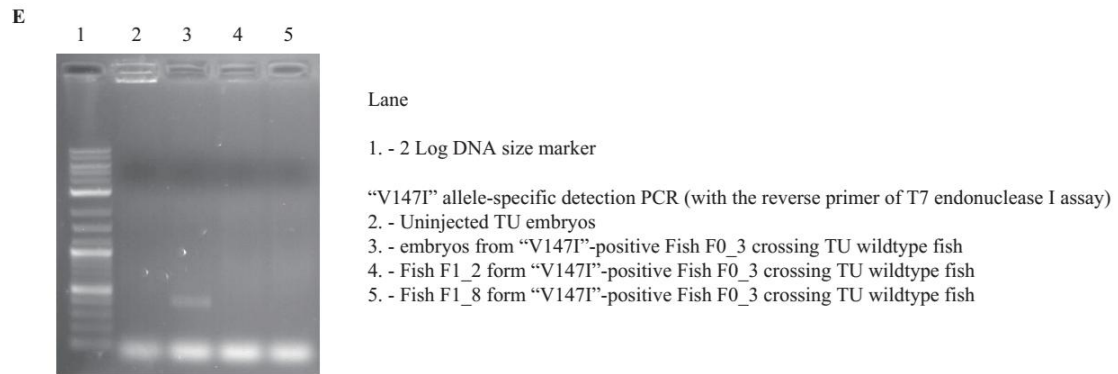 E
1 2 3 4 5
Lane
1. - 2 Log DNA size marker
“V147I” allele-specific detection PCR (with the reverse primer of T7 endonuclease I assay)
2. - Uninjected TU embryos
3. - embryos from “V147I”-positive Fish F0_3 crossing TU wildtype fish
4. - Fish F1_2 form “V147I”-positive Fish F0_3 crossing TU wildtype fish
5. - Fish F1_8 form “V147I”-positive Fish F0_3 crossing TU wildtype fish